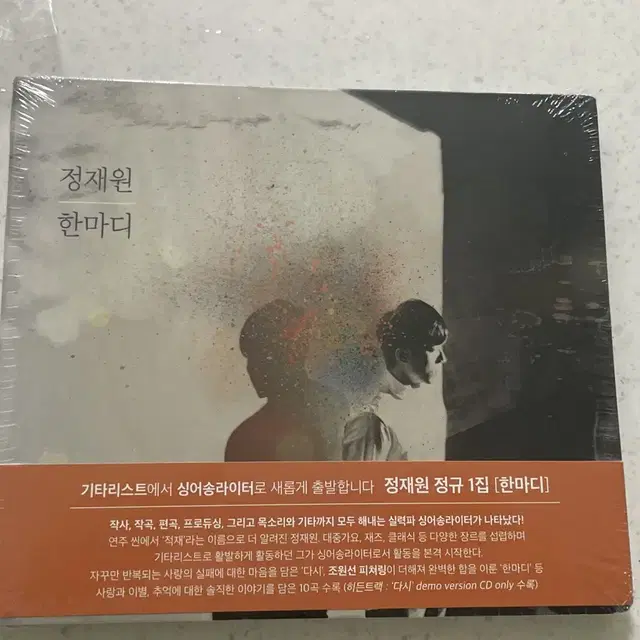 정재원
한마디
기타리스트에서 싱어송라이터로 새롭게 출발합니다 정재원 정규 1집 [한마디]
작사, 작곡, 편곡, 프로듀싱, 그리고 목소리와 기타까지 모두 해내는 실력파 싱어송라이터가 나타났다!
연주 씬에서 '적재'라는 이름으로 더 알려진 정재원. 대중가요, 재즈, 클래식 등 다양한 장르를 섭렵하며
기타리스트로 활발하게 활동하던 그가 싱어송라이터로서 활동을 본격 시작한다.
자꾸만 반복되는 사랑의 실패에 대한 마음을 담은 '다시', 조원선 피쳐링이 더해져 완벽한 합을 이룬 '한마디' 등
사랑과 이별, 추억에 대한 솔직한 이야기를 담은 10곡 수록 (히든트랙 : '다시' demo version CD only 수록)